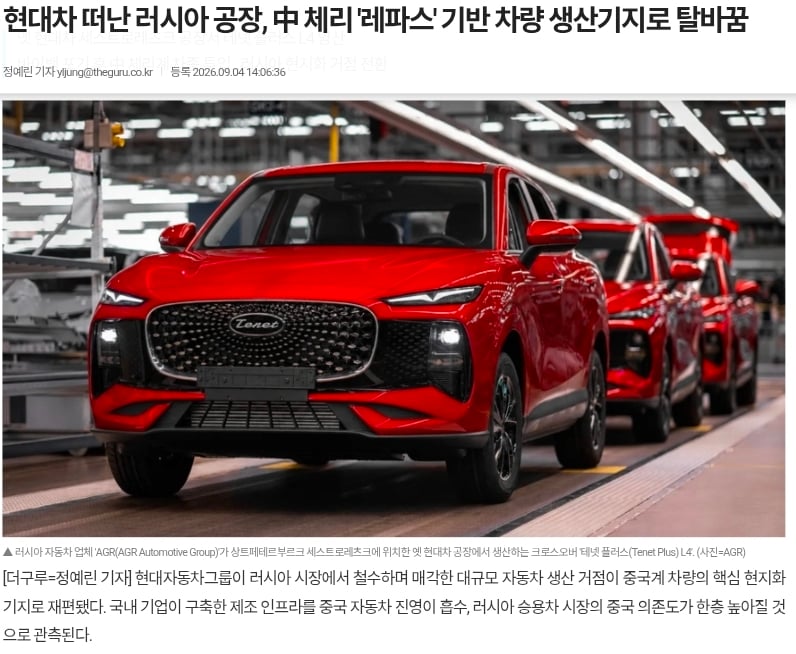 현대차 떠난 러시아 공장, 中 체리 '레파스' 기반 차량 생산기지로 탈바꿈
정예린 기자 yljung@theguru.co.kr | 등록 2026.09.04 14:06:36
Tenet
▲ 러시아 자동차 업체 'AGR(AGR Automotive Group)'가 상트페테르부르크 세스트로레츠크에 위치한 옛 현대차 공장에서 생산하는 크로스오버 '테넷 플러스(Tenet Plus) L4'. (사진=AGR)
[더구루=정예린 기자] 현대자동차그룹이 러시아 시장에서 철수하며 매각한 대규모 자동차 생산 거점이 중국계 차량의 핵심 현지화
기지로 재편됐다. 국내 기업이 구축한 제조 인프라를 중국 자동차 진영이 흡수, 러시아 승용차 시장의 중국 의존도가 한층 높아질 것
으로 관측된다.